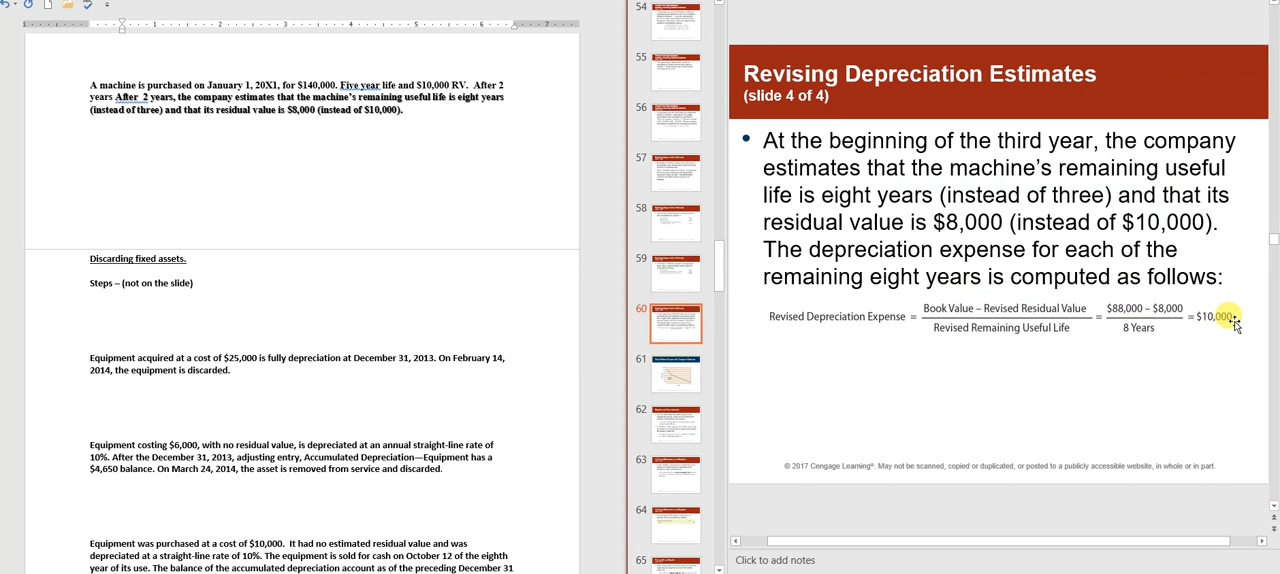 A machine is purchased on January 1, 20X1, for $140,000. Five year life and $10,000 RV. After 2
years After 2 years, the company estimates that the machine's remaining useful life is eight years
(instead of three) and that its residual value is $8,000 (instead of $10,000).
Discarding fixed assets.
Steps – (not on the slide)
Equipment acquired at a cost of $25,000 is fully depreciation at December 31, 2013. On February 14,
2014, the equipment is discarded.
Equipment costing $6,000, with no residual value, is depreciated at an annual straight-line rate of
10%. After the December 31, 2013, adjusting entry, Accumulated Depreciation—Equipment has a
$4,650 balance. On March 24, 2014, the asset is removed from service and discarded.
Equipment was purchased at a cost of $10,000. It had no estimated residual value and was
depreciated at a straight-line rate of 10%. The equipment is sold for cash on October 12 of the eighth
year of its use. The balance of the accumulated depreciation account as of the preceding December 31
54
55
56
57
58
59
60
61
62
63
64
65
Revising Depreciation Estimates
(slide 4 of 4)
• At the beginning of the third year, the company
estimates that the machine's remaining useful
life is eight years (instead of three) and that its
residual value is $8,000 (instead of $10,000).
The depreciation expense for each of the
remaining eight years is computed as follows:
Revised Depreciation Expense = Book Value – Revised Residual Value / Revised Remaining Useful Life = $88,000 – $8,000 / 8 Years = $10,000
© 2017 Cengage Learning®. May not be scanned, copied or duplicated, or posted to a publicly accessible website, in whole or in part.
Click to add notes